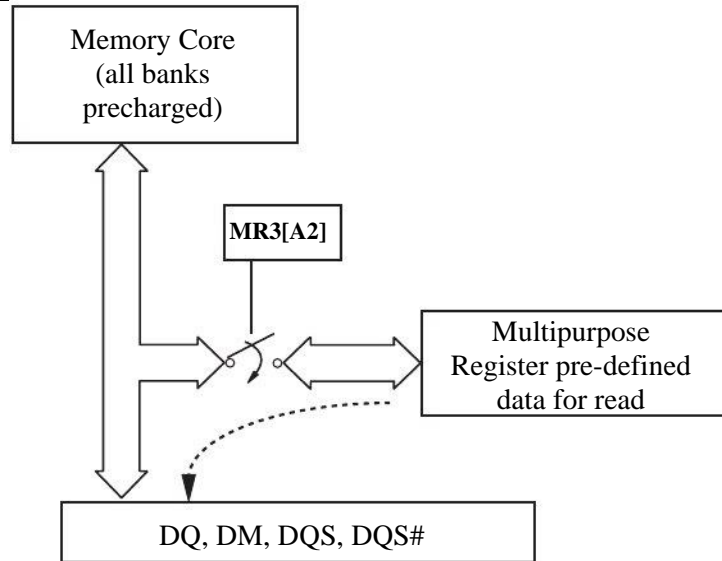 Memory Core
(all banks
precharged)
MR3[A2]
Multipurpose
Register pre-defined
data for read
DQ, DM, DQS, DQS#